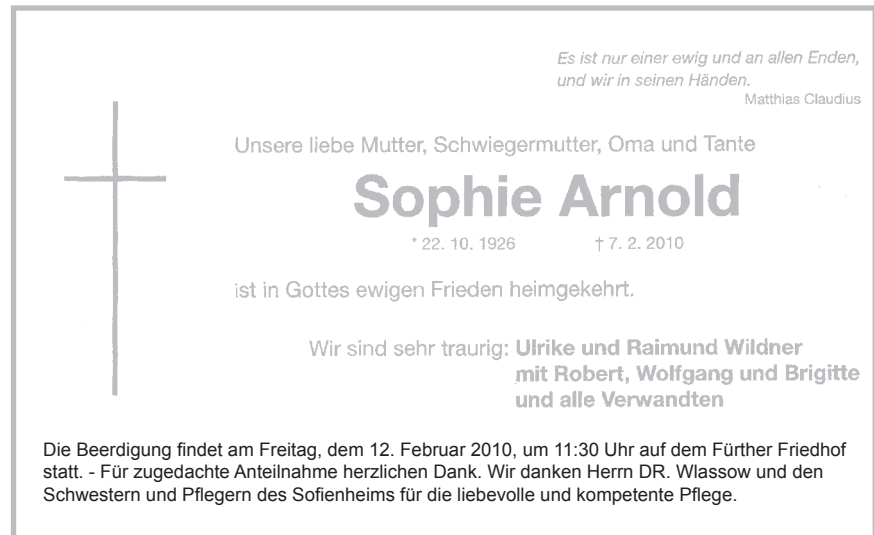 Es ist nur einer ewig und an allen Enden,
und wir in seinen Händen.
Matthias Claudius
Unsere liebe Mutter, Schwiegermutter, Oma und Tante
Sophie Arnold
* 22. 10. 1926 † 7. 2. 2010
ist in Gottes ewigen Frieden heimgekehrt.
Wir sind sehr traurig: Ulrike und Raimund Wildner
mit Robert, Wolfgang und Brigitte
und alle Verwandten
Die Beerdigung findet am Freitag, dem 12. Februar 2010, um 11:30 Uhr auf dem Fürther Friedhof
statt. - Für zugedachte Anteilnahme herzlichen Dank. Wir danken Herrn DR. Wlassow und den
Schwestern und Pflegern des Sofienheims für die liebevolle und kompetente Pflege.